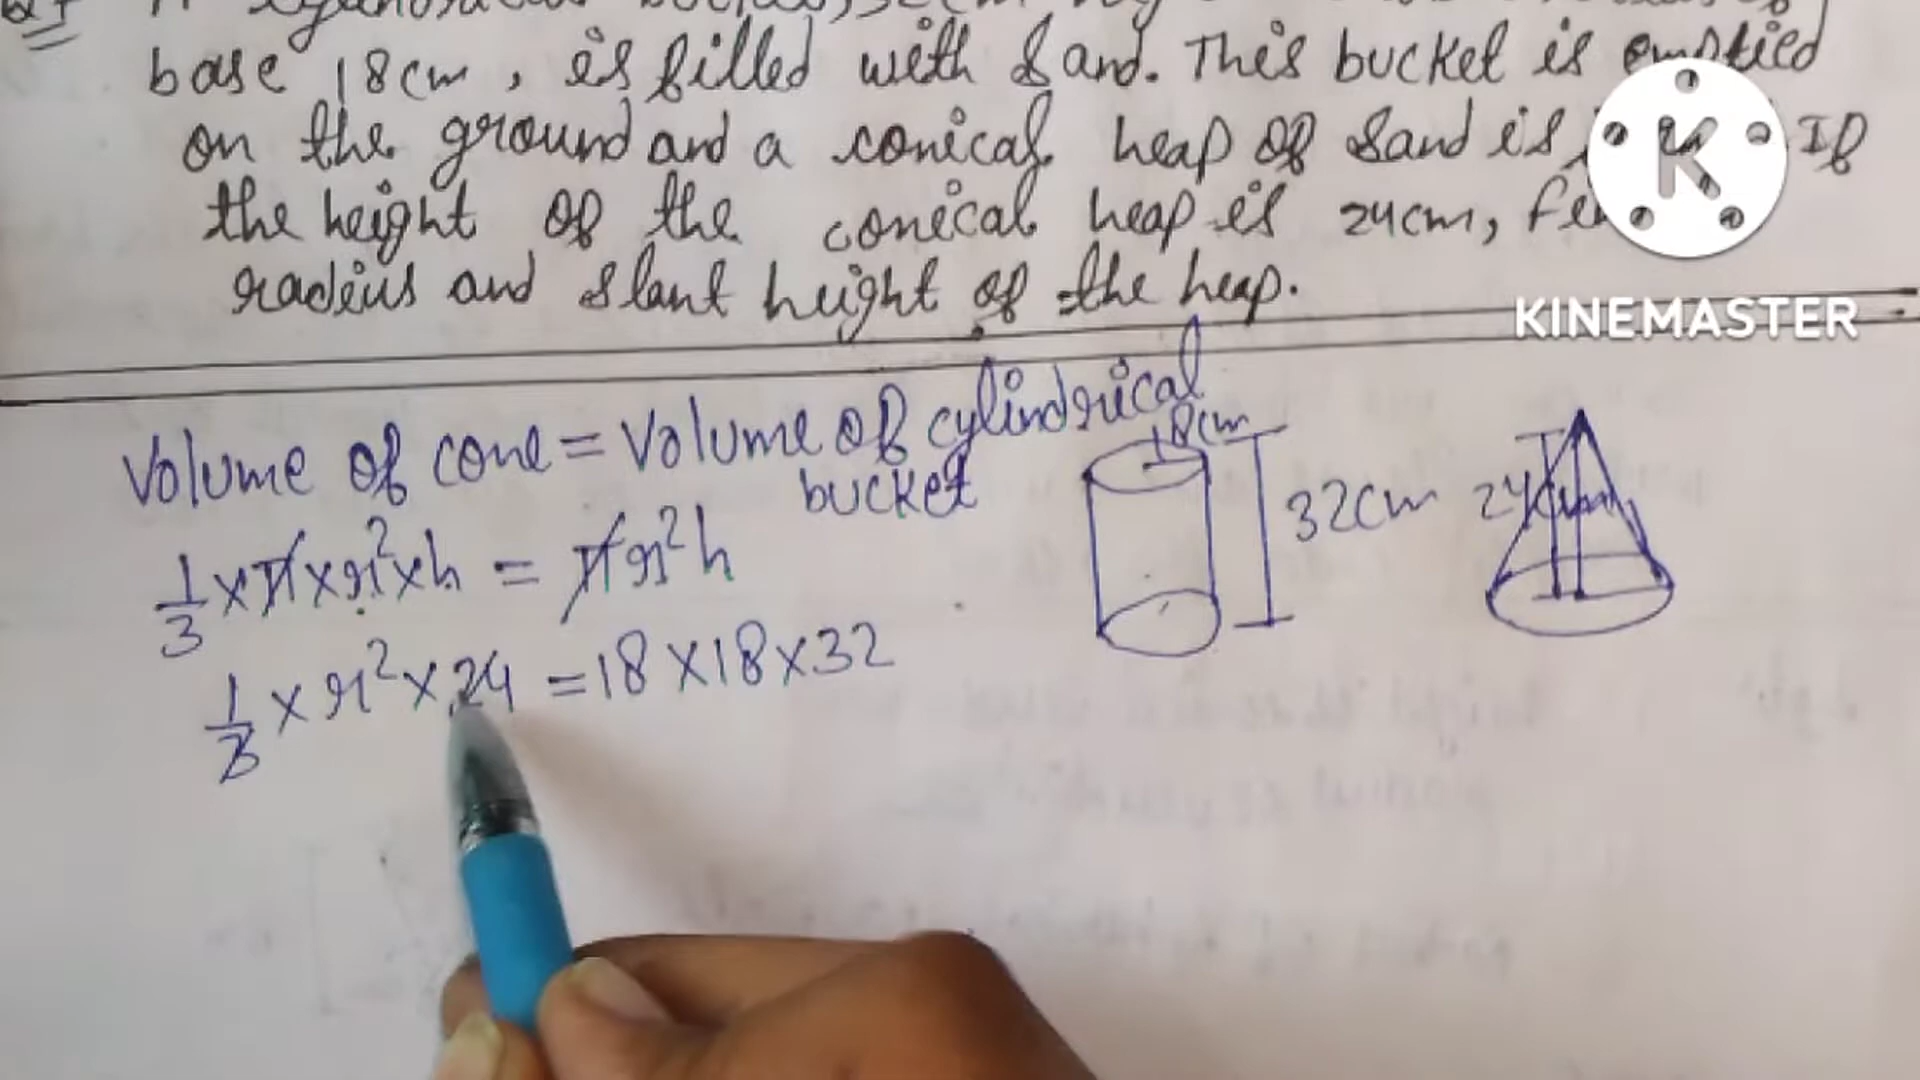 base 18cm, is filled with sand. This bucket is emptied
on the ground and a conical heap of sand is If
the height of the conical heap is 24cm,
radius and slant height of the heap.
KINEMASTER
Volume of cone = Volume of cylindrical
bucket
1/3 × π × r² × h = πr²h
1/3 × r² × 24 = 18 × 18 × 32
18cm
32cm
24cm